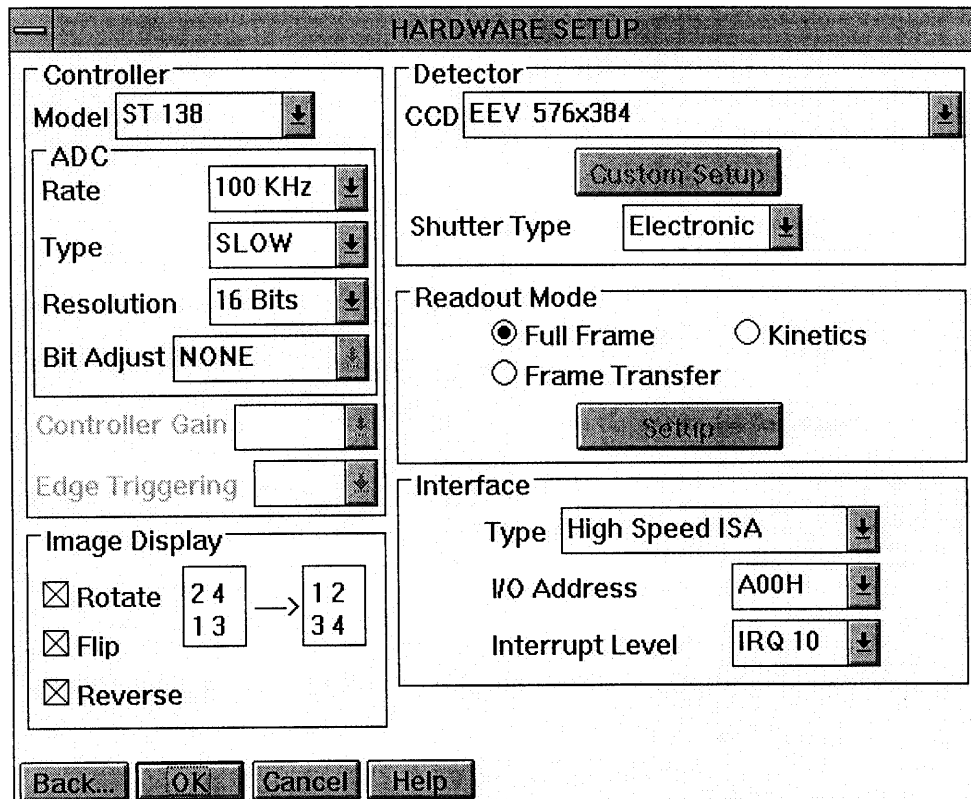 HARDWARE SETUP
Controller
Model ST 138
ADC
Rate 100 KHz
Type SLOW
Resolution 16 Bits
Bit Adjust NONE
Controller Gain
Edge Triggering
Image Display
Rotate
Flip
Reverse
2 4
1 3
1 2
3 4
Detector
CCD EEV 576x384
Custom Setup
Shutter Type Electronic
Readout Mode
Full Frame
Kinetics
Frame Transfer
Setup
Interface
Type High Speed ISA
I/O Address A00H
Interrupt Level IRQ 10
Back... OK Cancel Help